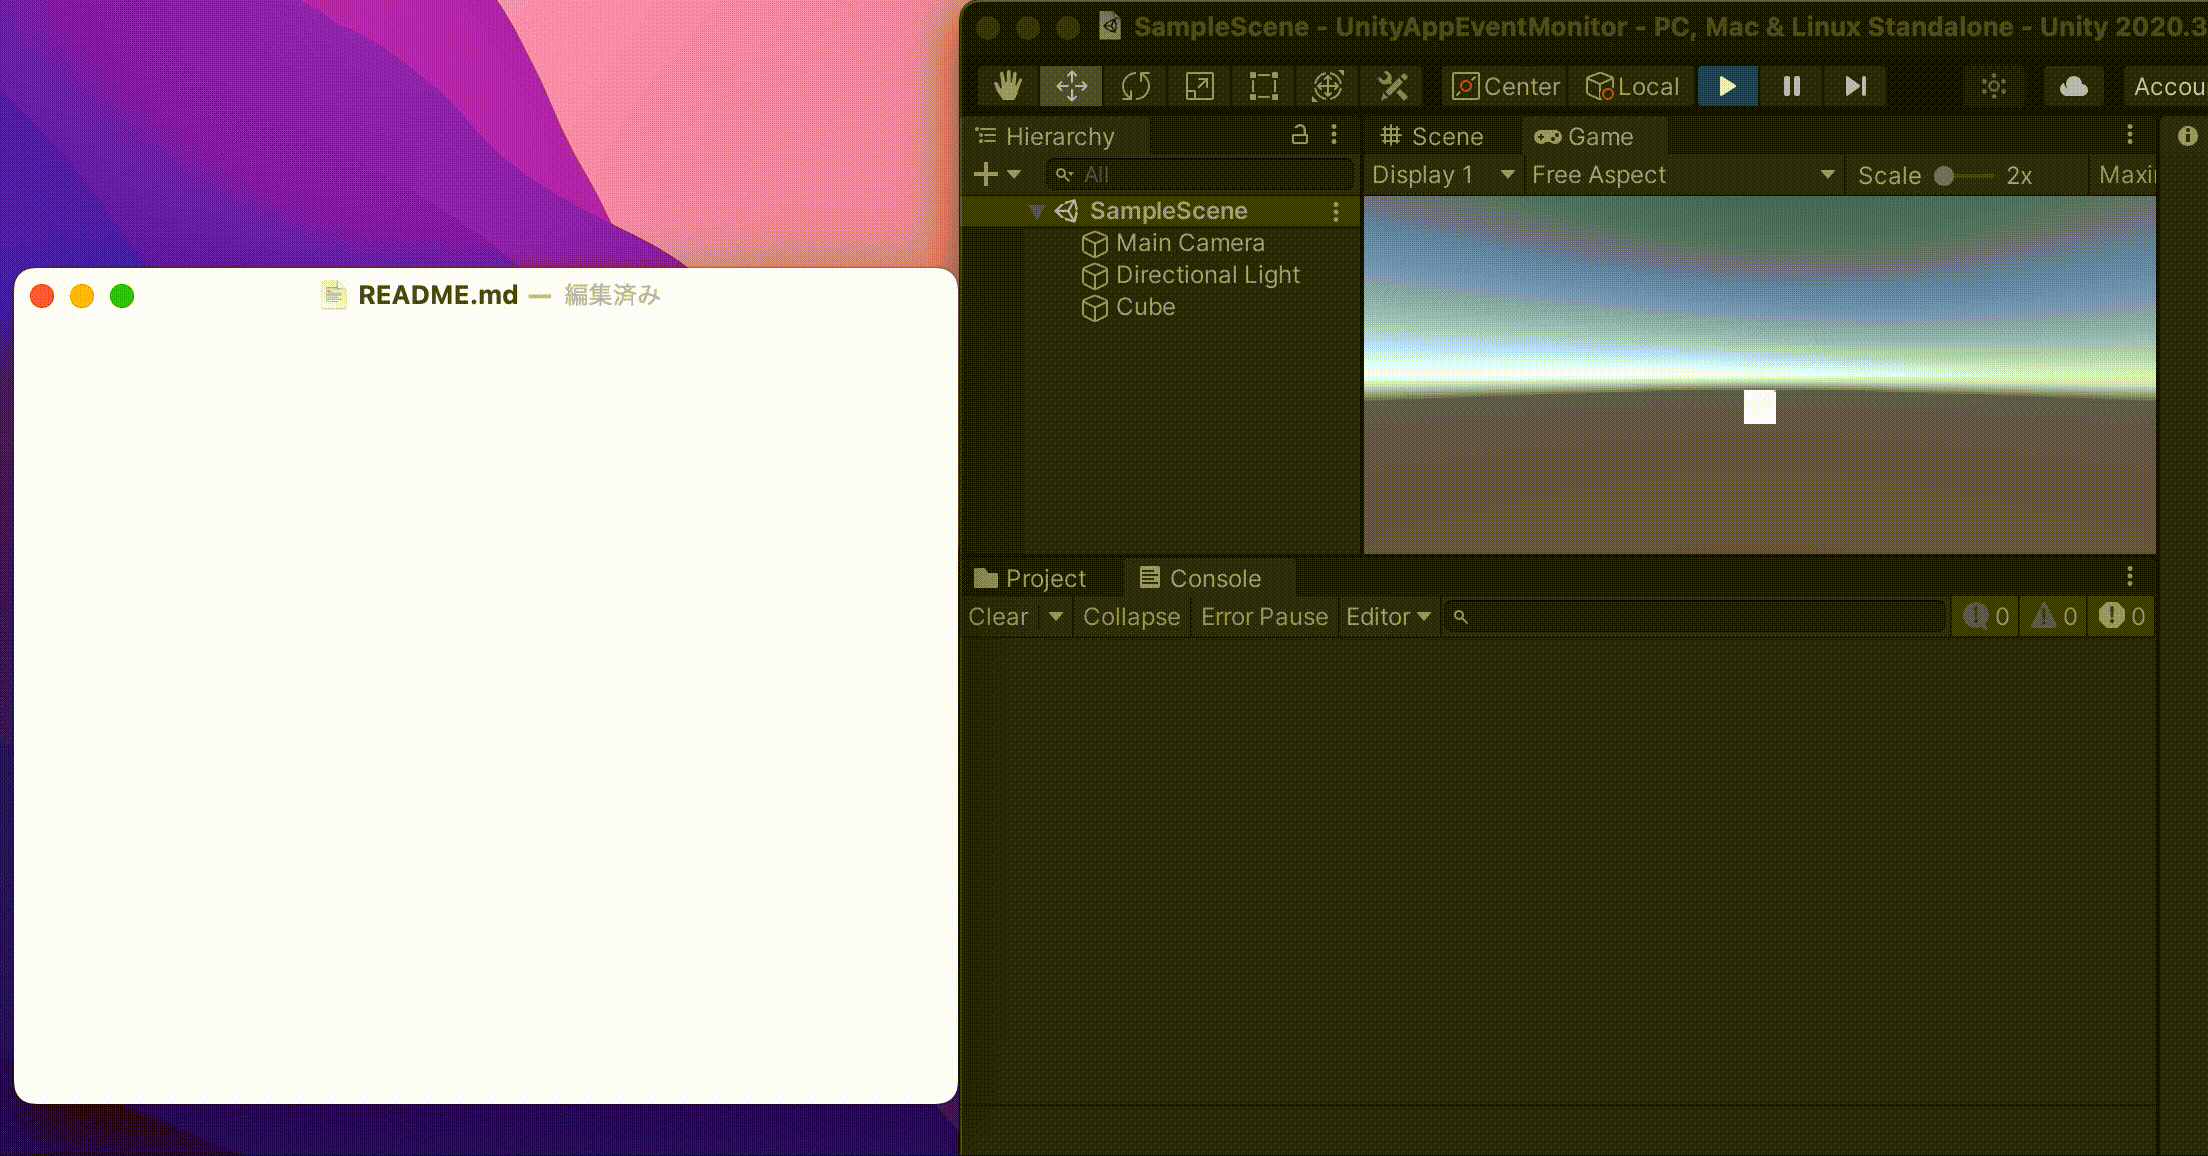 README.md — 編集済み
SampleScene - UnityAppEventMonitor - PC, Mac & Linux Standalone - Unity 2020.3
Center Local Accou
Hierarchy
All
SampleScene
Main Camera
Directional Light
Cube
Scene Game
Display 1 Free Aspect Scale 2x Maxi
Project Console
Clear Collapse Error Pause Editor 0 0 0